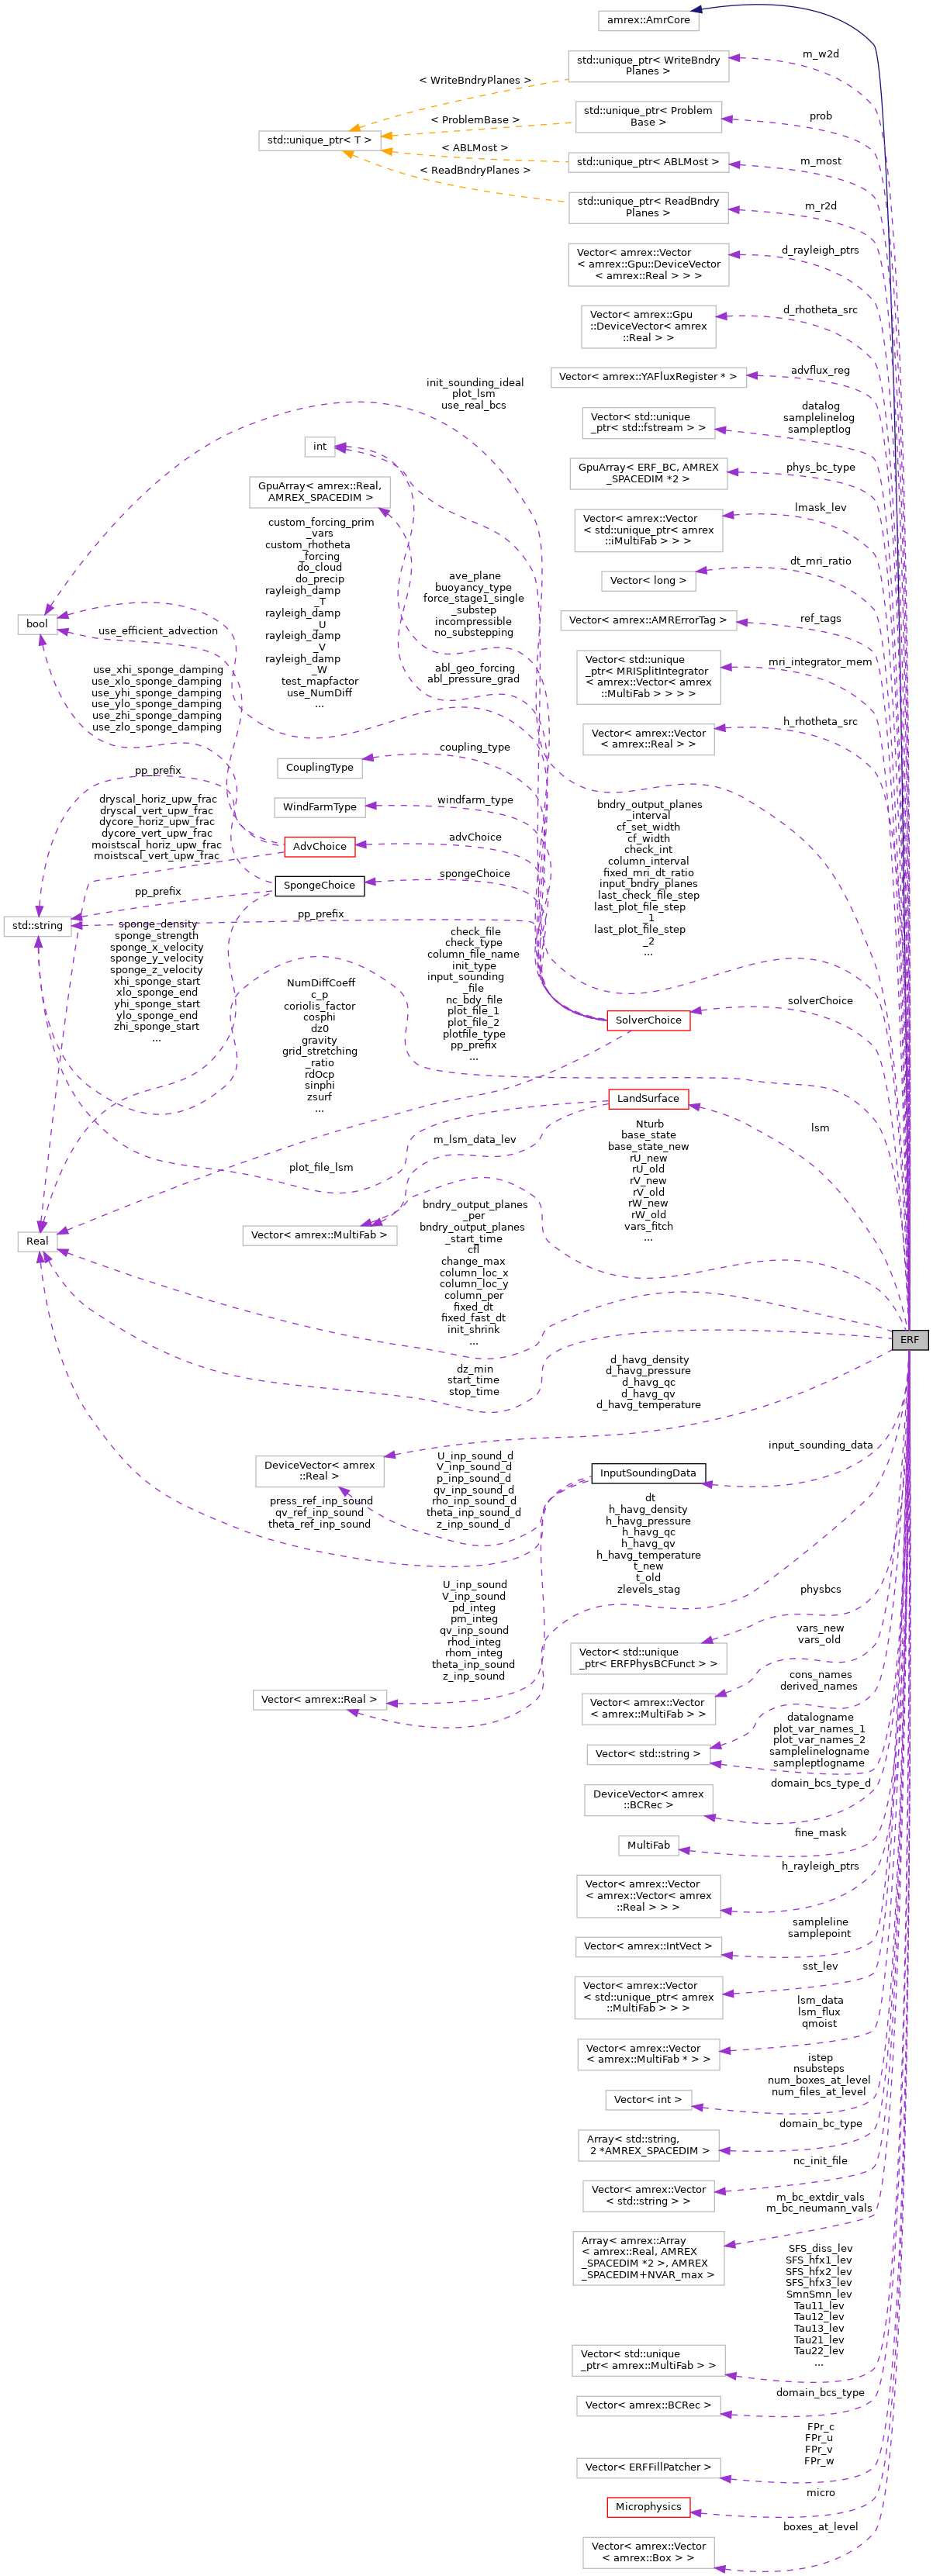 amrex::AmrCore
m_w2d
std::unique_ptr< WriteBndry
Planes >
< WriteBndryPlanes >
prob
std::unique_ptr< Problem
Base >
< ProblemBase >
std::unique_ptr< T >
< ABLMost >
m_most
std::unique_ptr< ABLMost >
< ReadBndryPlanes >
m_r2d
std::unique_ptr< ReadBndry
Planes >
d_rayleigh_ptrs
Vector< amrex::Vector
< amrex::Gpu::DeviceVector
< amrex::Real > > >
d_rhotheta_src
Vector< amrex::Gpu
::DeviceVector< amrex
::Real > >
advflux_reg
Vector< amrex::YAFluxRegister * >
init_sounding_ideal
plot_lsm
use_real_bcs
datalog
samplelinelog
sampleptlog
Vector< std::unique
_ptr< std::fstream > >
int
phys_bc_type
GpuArray< ERF_BC, AMREX
_SPACEDIM *2 >
GpuArray< amrex::Real,
AMREX_SPACEDIM >
lmask_lev
Vector< amrex::Vector
< std::unique_ptr< amrex
::iMultiFab > > >
custom_forcing_prim
_vars
custom_rhotheta
_forcing
do_cloud
do_precip
rayleigh_damp
_T
rayleigh_damp
_U
rayleigh_damp
_V
rayleigh_damp
_W
test_mapfactor
use_NumDiff
...
dt_mri_ratio
Vector< long >
ave_plane
buoyancy_type
force_stage1_single
_substep
incompressible
no_substepping
ref_tags
Vector< amrex::AMRErrorTag >
bool
use_efficient_advection
mri_integrator_mem
Vector< std::unique
_ptr< MRISplitIntegrator
< amrex::Vector< amrex
::MultiFab > > > >
abl_geo_forcing
abl_pressure_grad
use_xhi_sponge_damping
use_xlo_sponge_damping
use_yhi_sponge_damping
use_ylo_sponge_damping
use_zhi_sponge_damping
use_zlo_sponge_damping
h_rhotheta_src
Vector< amrex::Vector
< amrex::Real > >
coupling_type
CouplingType
pp_prefix
windfarm_type
WindFarmType
dryscal_horiz_upw_frac
dryscal_vert_upw_frac
dycore_horiz_upw_frac
dycore_vert_upw_frac
moistscal_horiz_upw_frac
moistscal_vert_upw_frac
bndry_output_planes
_interval
cf_set_width
cf_width
check_int
column_interval
fixed_mri_dt_ratio
input_bndry_planes
last_check_file_step
last_plot_file_step
_1
last_plot_file_step
_2
...
advChoice
AdvChoice
spongeChoice
SpongeChoice
pp_prefix
pp_prefix
std::string
sponge_density
sponge_strength
sponge_x_velocity
sponge_y_velocity
sponge_z_velocity
xhi_sponge_start
xlo_sponge_end
yhi_sponge_start
ylo_sponge_end
zhi_sponge_start
...
check_file
check_type
column_file_name
init_type
input_sounding
_file
nc_bdy_file
plot_file_1
plot_file_2
plotfile_type
pp_prefix
...
NumDiffCoeff
c_p
coriolis_factor
cosphi
dz0
gravity
grid_stretching
_ratio
rdOcp
sinphi
zsurf
...
solverChoice
SolverChoice
LandSurface
lsm
m_lsm_data_lev
plot_file_lsm
Nturb
base_state
base_state_new
rU_new
rU_old
rV_new
rV_old
rW_new
rW_old
vars_fitch
...
Real
Vector< amrex::MultiFab >
bndry_output_planes
_per
bndry_output_planes
_start_time
cfl
change_max
column_loc_x
column_loc_y
column_per
fixed_dt
fixed_fast_dt
init_shrink
...
ERF
dz_min
start_time
stop_time
d_havg_density
d_havg_pressure
d_havg_qc
d_havg_qv
d_havg_temperature
input_sounding_data
DeviceVector< amrex
::Real >
U_inp_sound_d
V_inp_sound_d
p_inp_sound_d
qv_inp_sound_d
rho_inp_sound_d
theta_inp_sound_d
z_inp_sound_d
InputSoundingData
press_ref_inp_sound
qv_ref_inp_sound
theta_ref_inp_sound
dt
h_havg_density
h_havg_pressure
h_havg_qc
h_havg_qv
h_havg_temperature
t_new
t_old
zlevels_stag
U_inp_sound
V_inp_sound
pd_integ
pm_integ
qv_inp_sound
rhod_integ
rhom_integ
theta_inp_sound
z_inp_sound
physbcs
Vector< std::unique
_ptr< ERFPhysBCFunct > >
vars_new
vars_old
Vector< amrex::Real >
Vector< amrex::Vector
< amrex::MultiFab > >
cons_names
derived_names
Vector< std::string >
datalogname
plot_var_names_1
plot_var_names_2
samplelinelogname
sampleptlogname
domain_bcs_type_d
DeviceVector< amrex
::BCRec >
fine_mask
MultiFab
h_rayleigh_ptrs
Vector< amrex::Vector
< amrex::Vector< amrex
::Real > > >
sampleline
samplepoint
Vector< amrex::IntVect >
sst_lev
Vector< amrex::Vector
< std::unique_ptr< amrex
::MultiFab > > >
lsm_data
lsm_flux
qmoist
Vector< amrex::Vector
< amrex::MultiFab * > >
istep
nsubsteps
num_boxes_at_level
num_files_at_level
Vector< int >
domain_bc_type
Array< std::string,
2 *AMREX_SPACEDIM >
nc_init_file
Vector< amrex::Vector
< std::string > >
m_bc_extdir_vals
m_bc_neumann_vals
Array< amrex::Array
< amrex::Real, AMREX
_SPACEDIM *2 >, AMREX
_SPACEDIM+NVAR_max >
SFS_diss_lev
SFS_hfx1_lev
SFS_hfx2_lev
SFS_hfx3_lev
SmnSmn_lev
Tau11_lev
Tau12_lev
Tau13_lev
Tau21_lev
Tau22_lev
...
Vector< std::unique
_ptr< amrex::MultiFab > >
domain_bcs_type
Vector< amrex::BCRec >
FPr_c
FPr_u
FPr_v
FPr_w
Vector< ERFFillPatcher >
micro
Microphysics
boxes_at_level
Vector< amrex::Vector
< amrex::Box > >